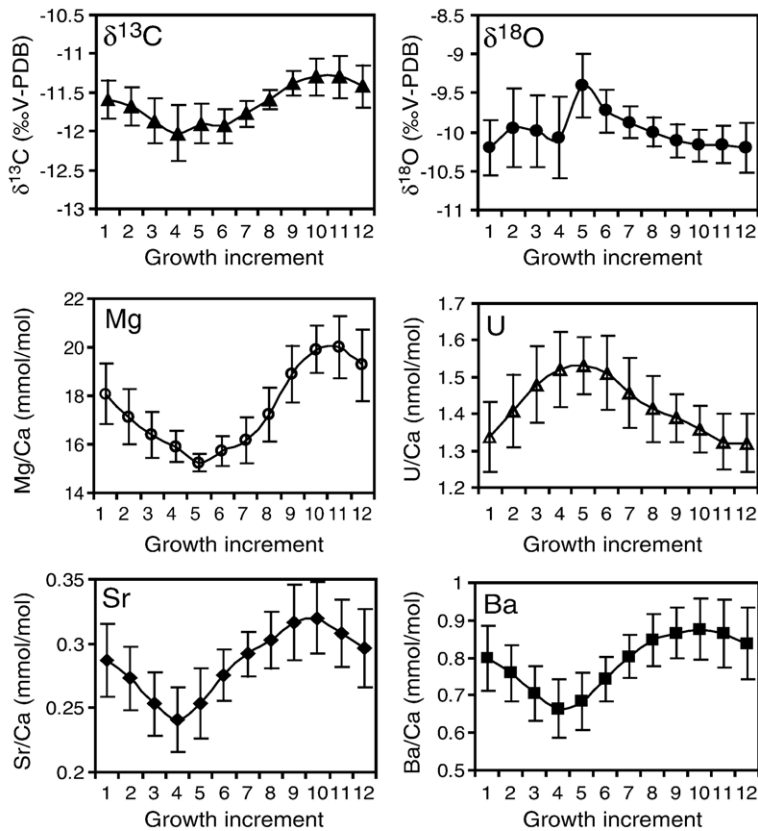 δ13C
δ13C (‰V-PDB)
-10.5
-11
-11.5
-12
-12.5
-13
1 2 3 4 5 6 7 8 9 10 11 12
Growth increment
δ18O
δ18O (‰V-PDB)
-9
-9.5
-10
-10.5
-11
1 2 3 4 5 6 7 8 9 10 11 12
Growth increment
Mg
Mg/Ca (mmol/mol)
22
20
18
16
14
1 2 3 4 5 6 7 8 9 10 11 12
Growth increment
U
U/Ca (nmol/mol)
1.7
1.6
1.5
1.4
1.3
1.2
1 2 3 4 5 6 7 8 9 10 11 12
Growth increment
Sr
Sr/Ca (mmol/mol)
0.35
0.3
0.25
0.2
1 2 3 4 5 6 7 8 9 10 11 12
Growth increment
Ba
Ba/Ca (mmol/mol)
1
0.9
0.8
0.7
0.6
0.5
1 2 3 4 5 6 7 8 9 10 11 12
Growth increment